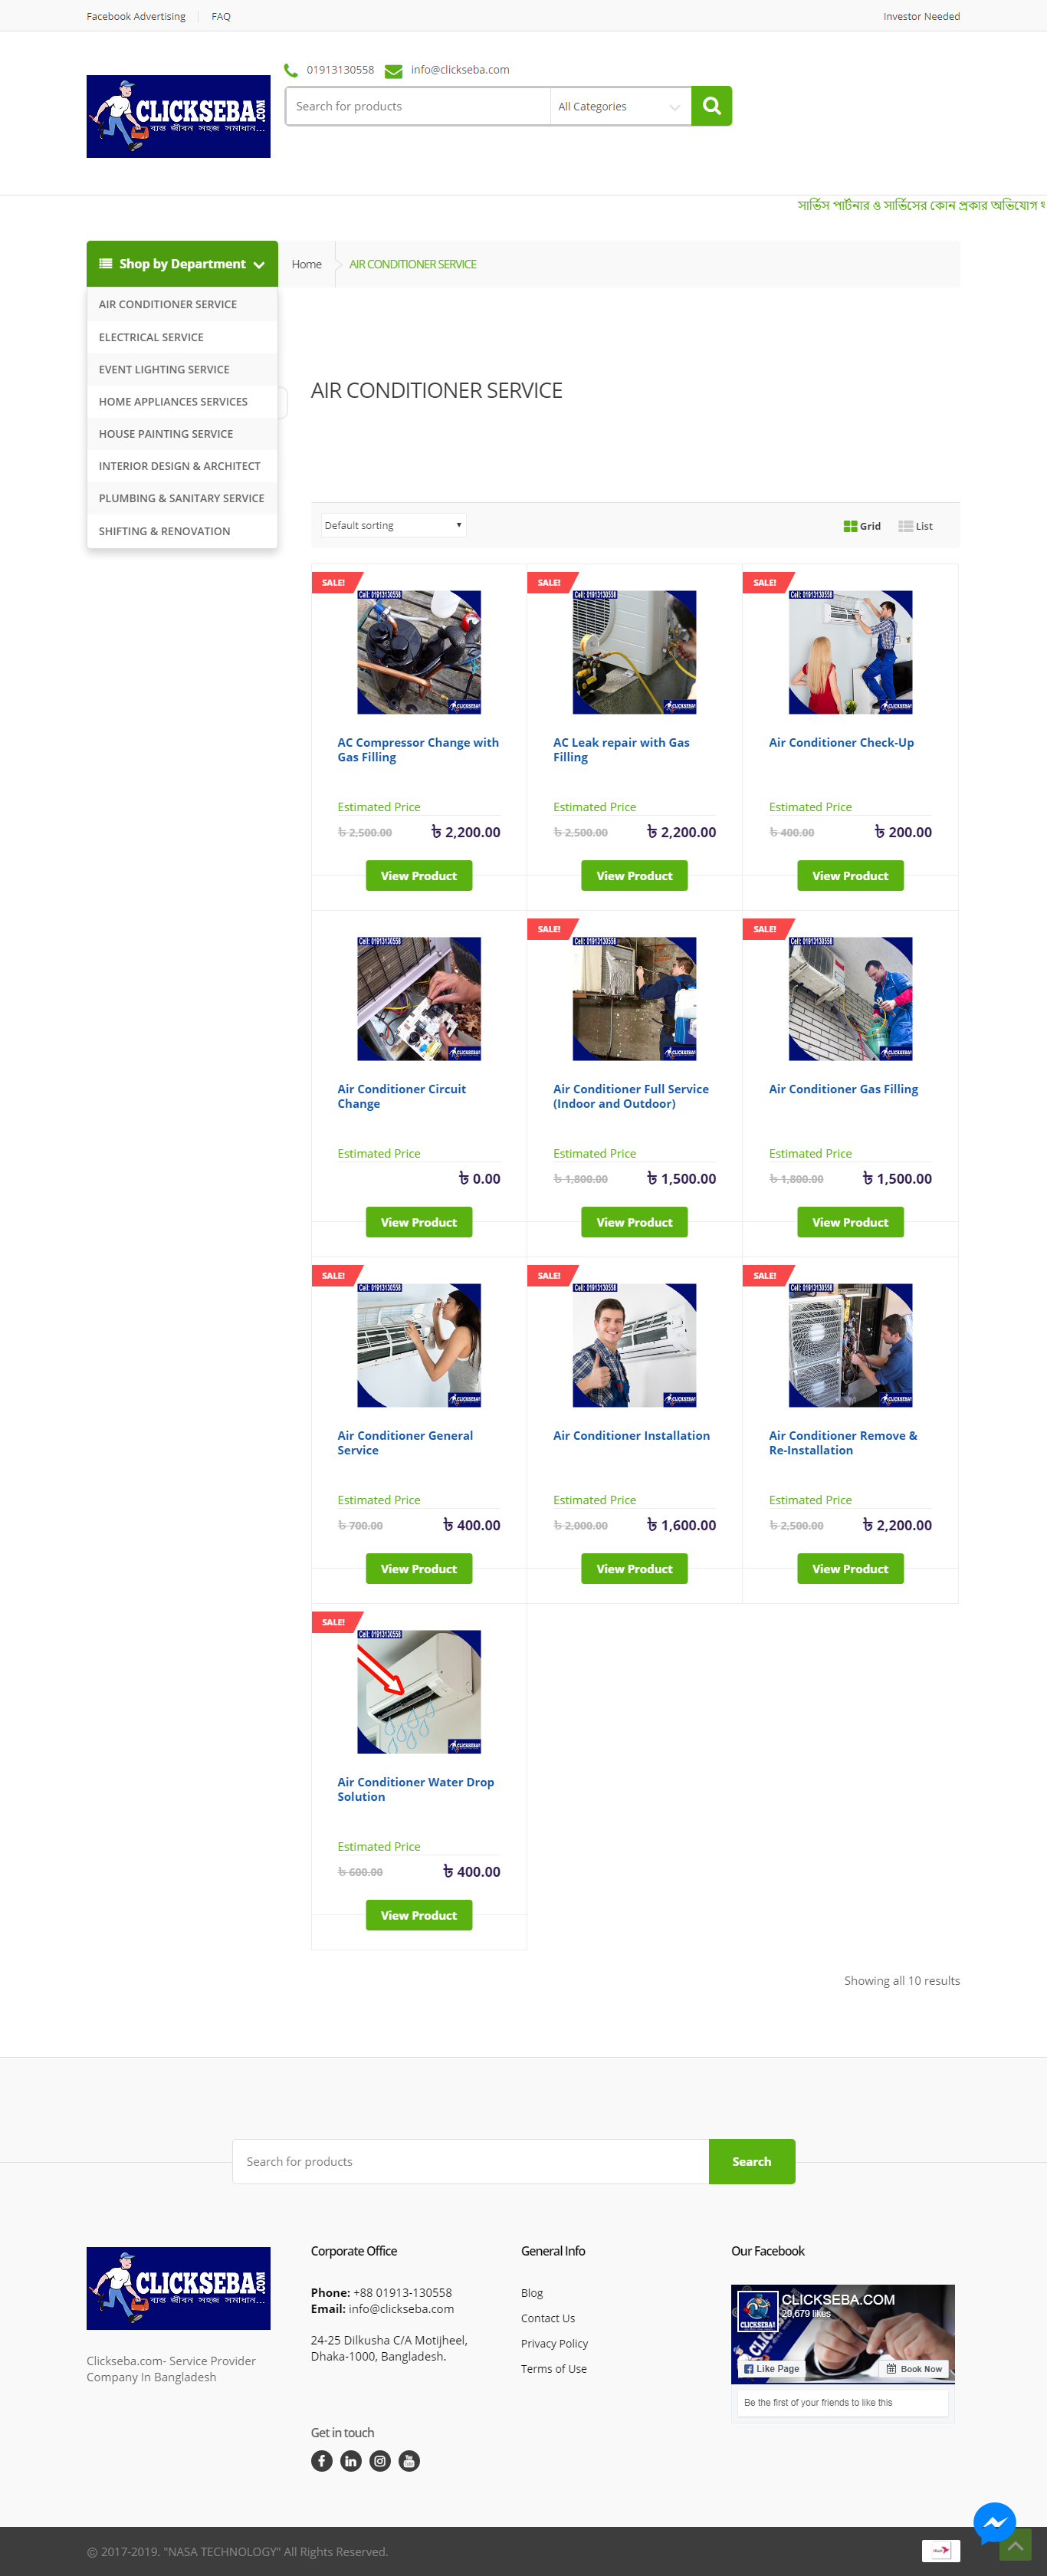 Facebook Advertising
FAQ
Investor Needed
01913130558
info@clickseba.com
CLICKSEBA.COM
ব্যস্ত জীবন সহজ সমাধান...
Search for products
All Categories
সার্ভিস পার্টনার ও সার্ভিসের কোন প্রকার অভিযোগ
Shop by Department
Home
AIR CONDITIONER SERVICE
AIR CONDITIONER SERVICE
ELECTRICAL SERVICE
EVENT LIGHTING SERVICE
HOME APPLIANCES SERVICES
HOUSE PAINTING SERVICE
INTERIOR DESIGN & ARCHITECT
PLUMBING & SANITARY SERVICE
SHIFTING & RENOVATION
AIR CONDITIONER SERVICE
Default sorting
Grid
List
SALE!
Cell: 01913130558
CLICKSEBA
AC Compressor Change with
Gas Filling
Estimated Price
৳ 2,500.00
৳ 2,200.00
View Product
SALE!
Cell: 01913130558
CLICKSEBA
AC Leak repair with Gas
Filling
Estimated Price
৳ 2,500.00
৳ 2,200.00
View Product
SALE!
Cell: 01913130558
CLICKSEBA
Air Conditioner Check-Up
Estimated Price
৳ 400.00
৳ 200.00
View Product
Cell: 01913130558
CLICKSEBA
Air Conditioner Circuit
Change
Estimated Price
৳ 0.00
View Product
SALE!
Cell: 01913130558
CLICKSEBA
Air Conditioner Full Service
(Indoor and Outdoor)
Estimated Price
৳ 1,800.00
৳ 1,500.00
View Product
SALE!
Cell: 01913130558
CLICKSEBA
Air Conditioner Gas Filling
Estimated Price
৳ 1,800.00
৳ 1,500.00
View Product
SALE!
Cell: 01913130558
CLICKSEBA
Air Conditioner General
Service
Estimated Price
৳ 700.00
৳ 400.00
View Product
SALE!
Cell: 01913130558
CLICKSEBA
Air Conditioner Installation
Estimated Price
৳ 2,000.00
৳ 1,600.00
View Product
SALE!
Cell: 01913130558
CLICKSEBA
Air Conditioner Remove &
Re-Installation
Estimated Price
৳ 2,500.00
৳ 2,200.00
View Product
SALE!
Cell: 01913130558
CLICKSEBA
Air Conditioner Water Drop
Solution
Estimated Price
৳ 600.00
৳ 400.00
View Product
Showing all 10 results
Search for products
Search
CLICKSEBA.COM
ব্যস্ত জীবন সহজ সমাধান...
Clickseba.com- Service Provider
Company In Bangladesh
Corporate Office
Phone: +88 01913-130558
Email: info@clickseba.com
24-25 Dilkusha C/A Motijheel,
Dhaka-1000, Bangladesh.
Get in touch
General Info
Blog
Contact Us
Privacy Policy
Terms of Use
Our Facebook
CLICKSEBA.COM
29,679 likes
CLICKSEBA
Like Page
Book Now
Be the first of your friends to like this
© 2017-2019. "NASA TECHNOLOGY" All Rights Reserved.